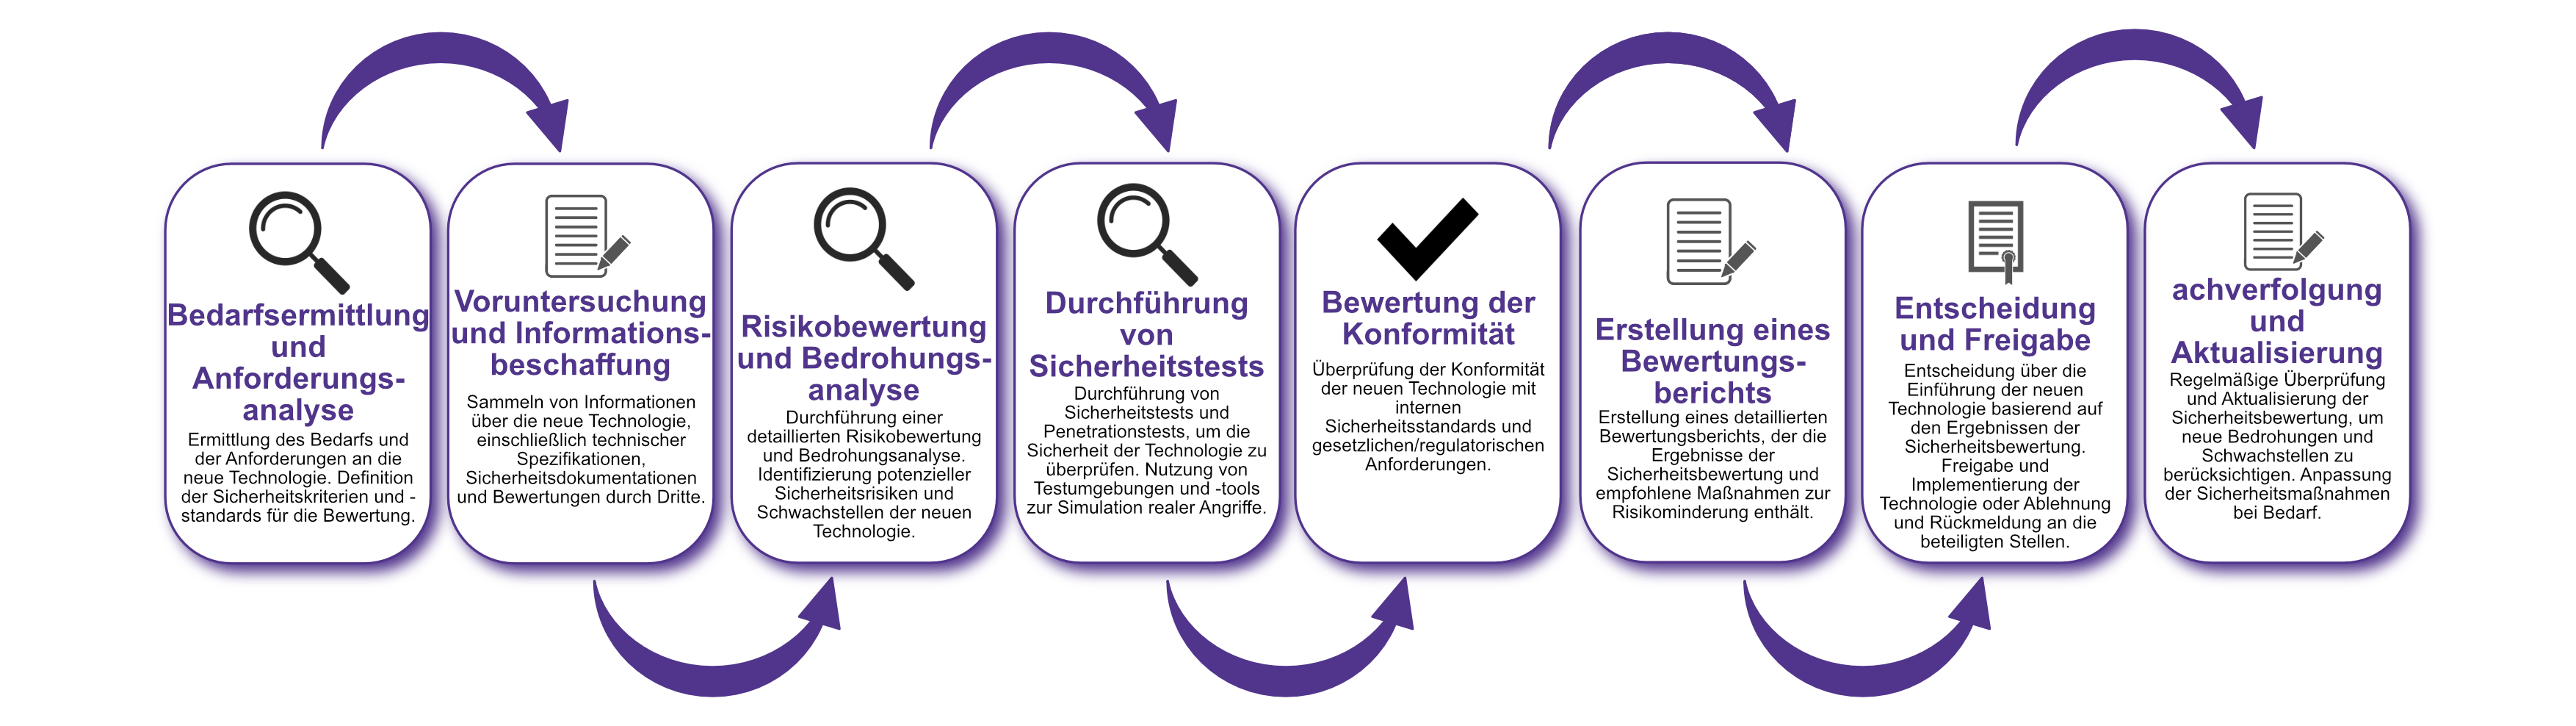 Bedarfsermittlung
und
Anforderungs-
analyse
Ermittlung des Bedarfs und
der Anforderungen an die
neue Technologie. Definition
der Sicherheitskriterien und -
standards für die Bewertung.
Voruntersuchung
und Informations-
beschaffung
Sammeln von Informationen
über die neue Technologie,
einschließlich technischer
Spezifikationen,
Sicherheitsdokumentationen
und Bewertungen durch Dritte.
Risikobewertung
und Bedrohungs-
analyse
Durchführung einer
detaillierten Risikobewertung
und Bedrohungsanalyse.
Identifizierung potenzieller
Sicherheitsrisiken und
Schwachstellen der neuen
Technologie.
Durchführung
von
Sicherheitstests
Durchführung von
Sicherheitstests und
Penetrationstests, um die
Sicherheit der Technologie zu
überprüfen. Nutzung von
Testumgebungen und -tools
zur Simulation realer Angriffe.
Bewertung der
Konformität
Überprüfung der Konformität
der neuen Technologie mit
internen
Sicherheitsstandards und
gesetzlichen/regulatorischen
Anforderungen.
Erstellung eines
Bewertungs-
berichts
Erstellung eines detaillierten
Bewertungsberichts, der die
Ergebnisse der
Sicherheitsbewertung und
empfohlene Maßnahmen zur
Risikominderung enthält.
Entscheidung
und Freigabe
Entscheidung über die
Einführung der neuen
Technologie basierend auf
den Ergebnissen der
Sicherheitsbewertung.
Freigabe und
Implementierung der
Technologie oder Ablehnung
und Rückmeldung an die
beteiligten Stellen.
achverfolgung
und
Aktualisierung
Regelmäßige Überprüfung
und Aktualisierung der
Sicherheitsbewertung, um
neue Bedrohungen und
Schwachstellen zu
berücksichtigen. Anpassung
der Sicherheitsmaßnahmen
bei Bedarf.